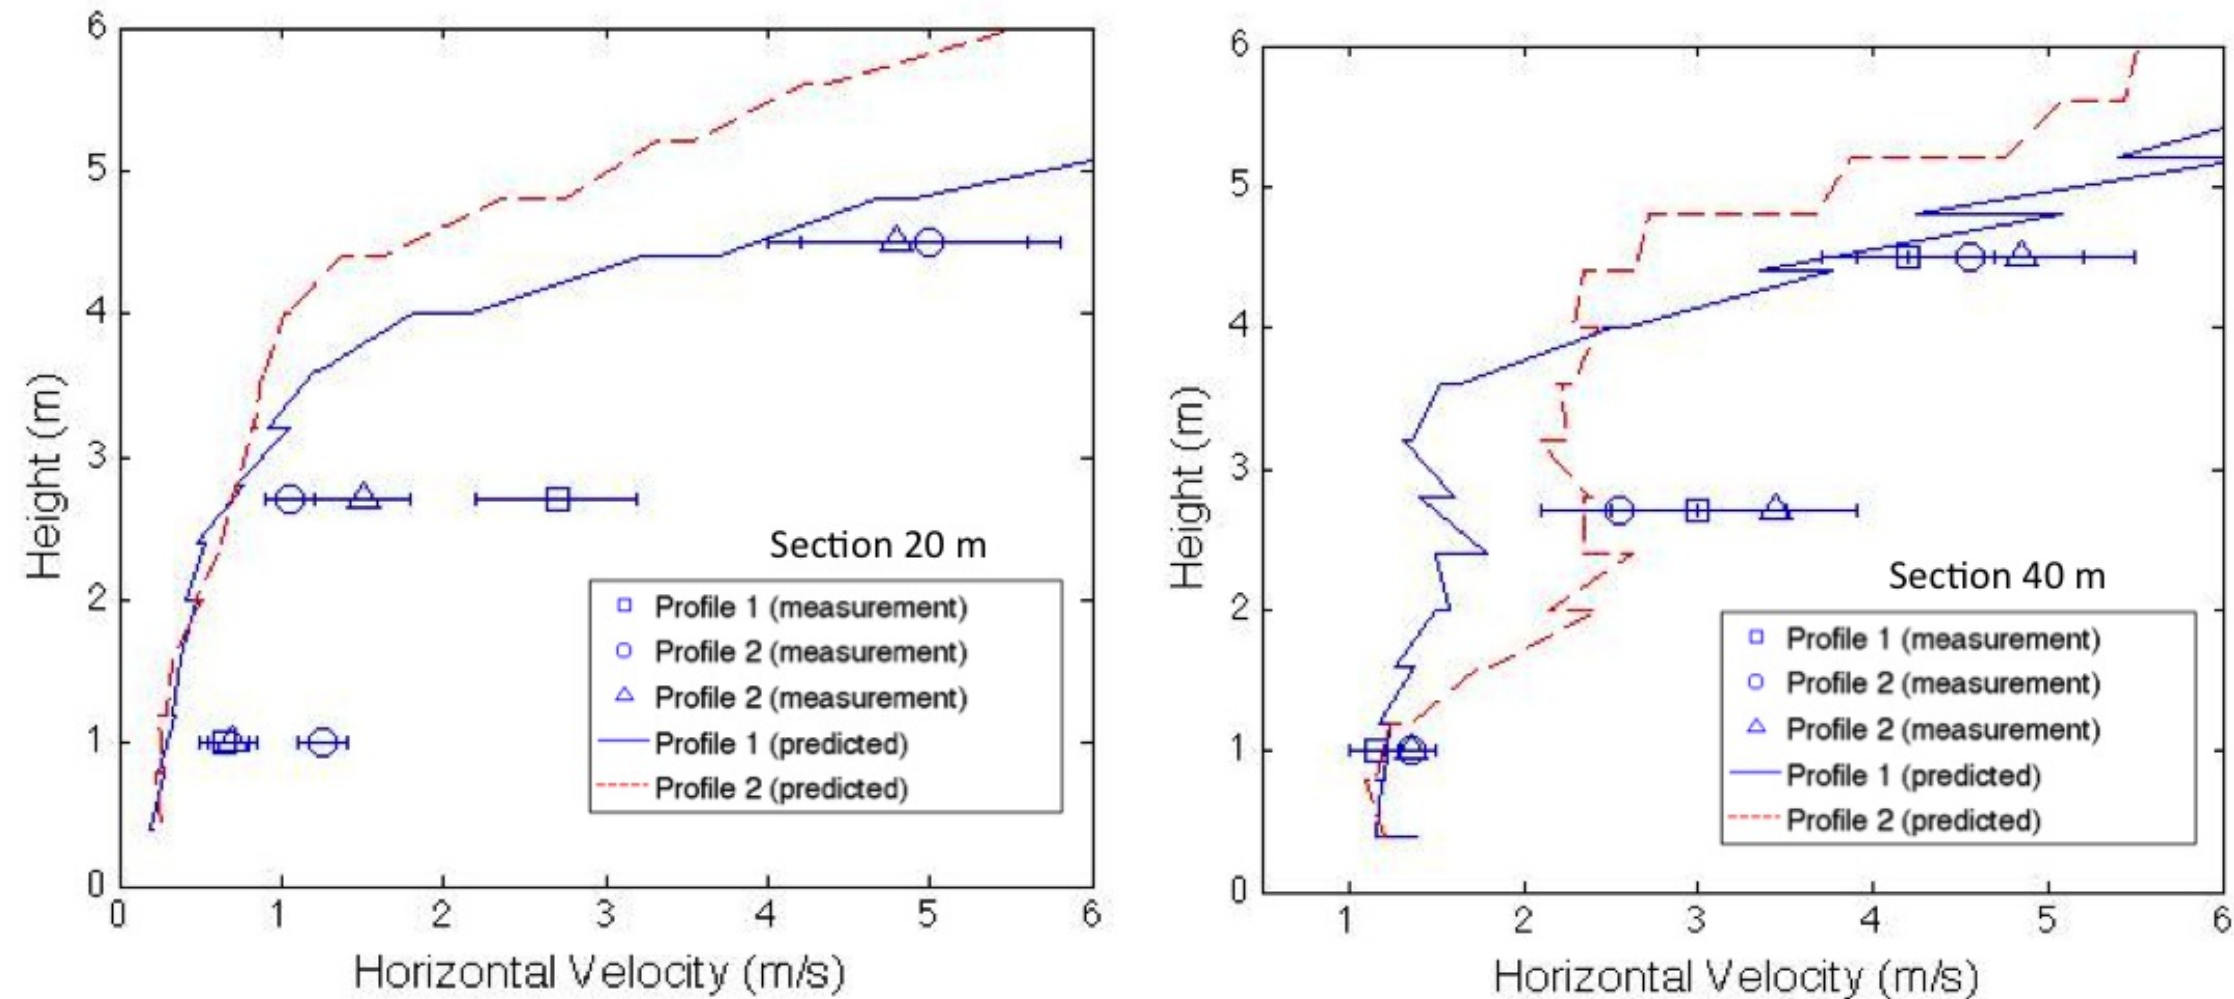 6
5
4
3
2
1
0
Height (m)
0 1 2 3 4 5 6
Horizontal Velocity (m/s)
Section 20 m
Profile 1 (measurement)
Profile 2 (measurement)
Profile 2 (measurement)
Profile 1 (predicted)
Profile 2 (predicted)
6
5
4
3
2
1
0
Height (m)
1 2 3 4 5 6
Horizontal Velocity (m/s)
Section 40 m
Profile 1 (measurement)
Profile 2 (measurement)
Profile 2 (measurement)
Profile 1 (predicted)
Profile 2 (predicted)